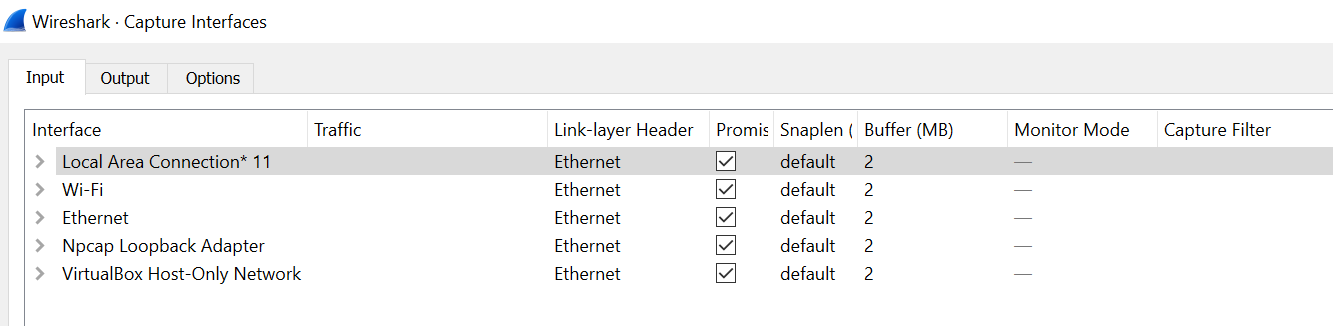 Wireshark · Capture Interfaces
Input Output Options
Interface Traffic Link-layer Header Promis Snaplen ( Buffer (MB) Monitor Mode Capture Filter
Local Area Connection* 11 Ethernet default 2 —
Wi-Fi Ethernet default 2 —
Ethernet Ethernet default 2 —
Npcap Loopback Adapter Ethernet default 2 —
VirtualBox Host-Only Network Ethernet default 2 —